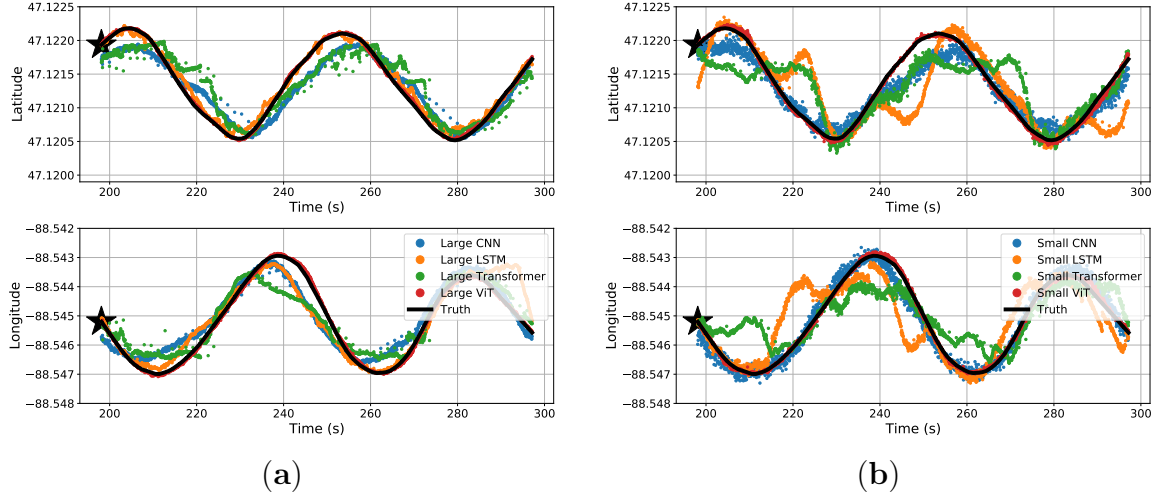 47.1225
47.1220
47.1215
47.1210
47.1205
47.1200
Latitude
200
220
240
260
280
300
Time (s)
−88.542
−88.543
−88.544
−88.545
−88.546
−88.547
−88.548
Longitude
Large CNN
Large LSTM
Large Transformer
Large ViT
Truth
200
220
240
260
280
300
Time (s)
(a)
47.1225
47.1220
47.1215
47.1210
47.1205
47.1200
Latitude
200
220
240
260
280
300
Time (s)
−88.542
−88.543
−88.544
−88.545
−88.546
−88.547
−88.548
Longitude
Small CNN
Small LSTM
Small Transformer
Small ViT
Truth
200
220
240
260
280
300
Time (s)
(b)